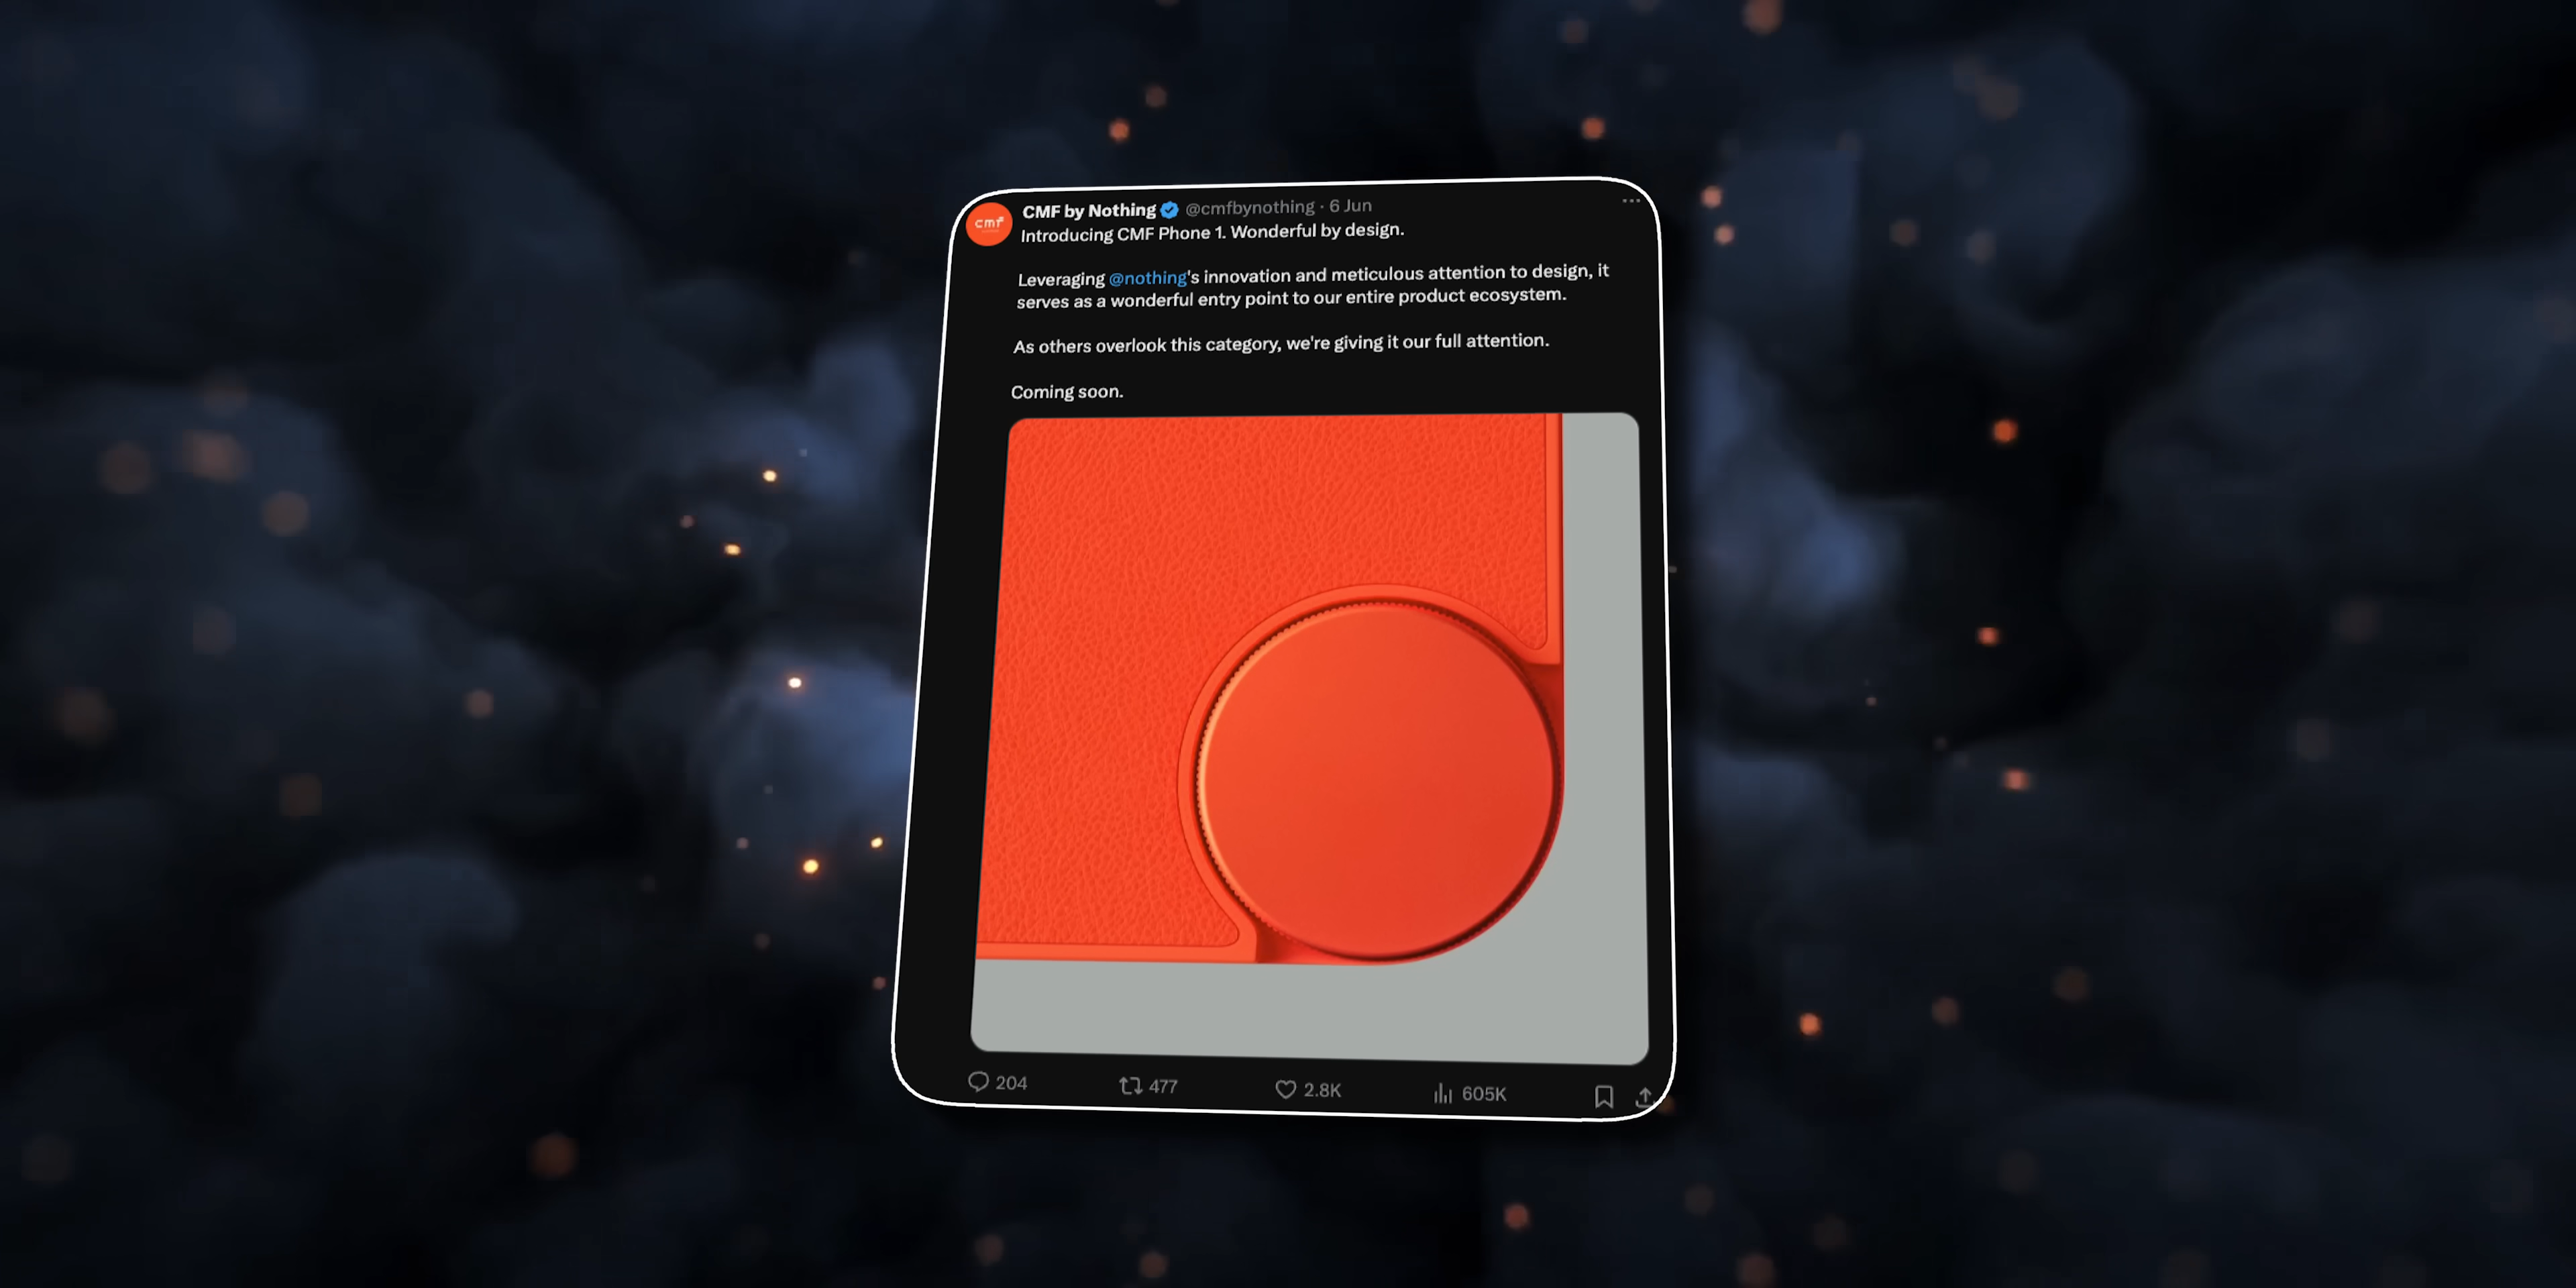 cmf
CMF by Nothing @cmfbynothing · 6 Jun
Introducing CMF Phone 1. Wonderful by design.
Leveraging @nothing's innovation and meticulous attention to design, it
serves as a wonderful entry point to our entire product ecosystem.
As others overlook this category, we're giving it our full attention.
Coming soon.
204 477 2.8K 605K